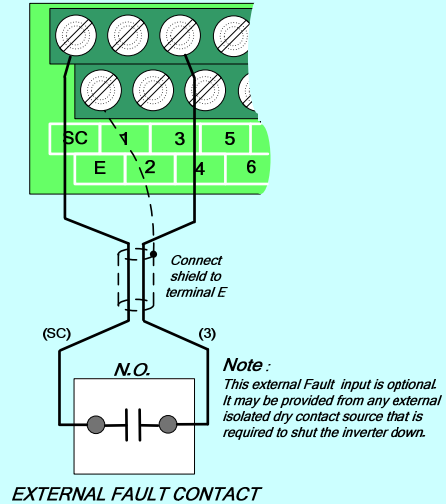 SC 1 3 5
E 2 4 6
Connect
shield to
terminal E
(SC) (3)
N.O.
Note :
This external Fault input is optional.
It may be provided from any external
isolated dry contact source that is
required to shut the inverter down.
EXTERNAL FAULT CONTACT